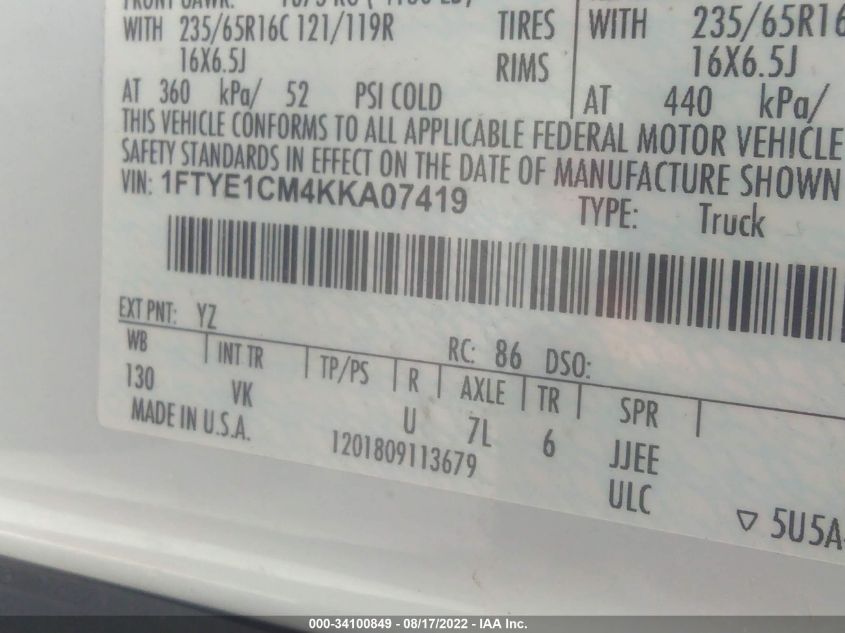 WITH 235/65R16C 121/119R TIRES WITH 235/65R16
16X6.5J RIMS 16X6.5J
AT 360 kPa/ 52 PSI COLD AT 440 kPa/
THIS VEHICLE CONFORMS TO ALL APPLICABLE FEDERAL MOTOR VEHICLE
SAFETY STANDARDS IN EFFECT ON THE DATE OF MANUFACTURE SHOWN
VIN: 1FTYE1CM4KKA07419 TYPE: Truck
EXT PNT: YZ RC: 86 DSO:
WB INT TR TP/PS R AXLE TR SPR
130 VK U 7L 6 JJEE
MADE IN U.S.A. 1201809113679 ULC
▽ 5U5A
000-34100849 - 08/17/2022 - IAA Inc.